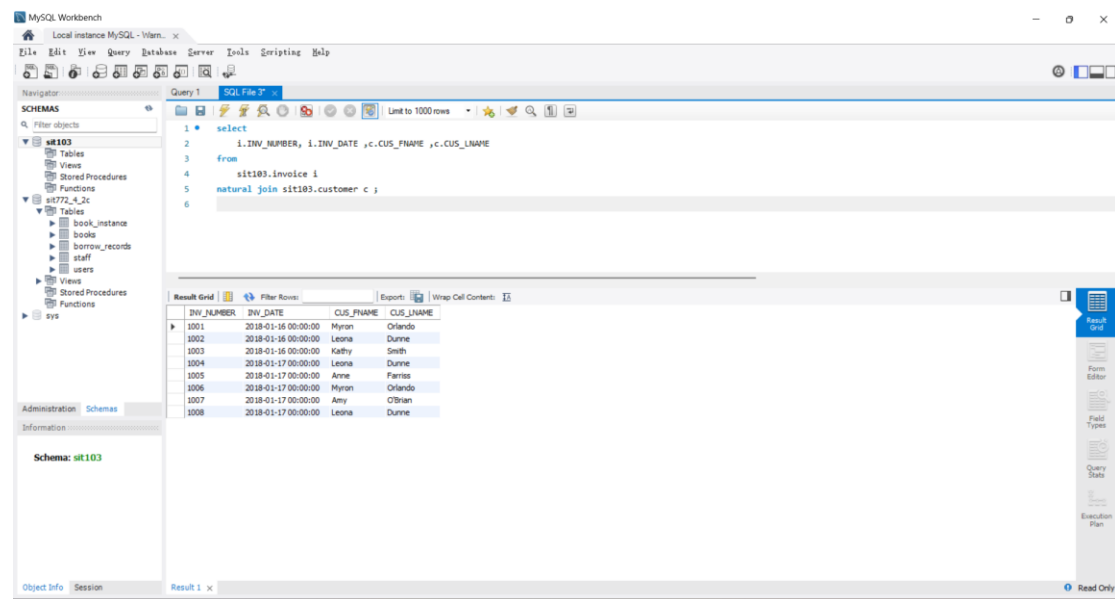 MySQL Workbench
Local instance MySQL - Warn...
File Edit View Query Database Server Tools Scripting Help
Navigator
Query 1 SQL File 3*
SCHEMAS
Limit to 1000 rows
Filter objects
1 select
2 i.INV_NUMBER, i.INV_DATE ,c.CUS_FNAME ,c.CUS_LNAME
3 from
4 sit103.invoice i
5 natural join sit103.customer c ;
6
sit103
Tables
Views
Stored Procedures
Functions
sit772_4_2c
Tables
book_instance
books
borrow_records
staff
users
Views
Stored Procedures
Functions
sys
Result Grid Filter Rows: Export: Wrap Cell Content:
INV_NUMBER INV_DATE CUS_FNAME CUS_LNAME
1001 2018-01-16 00:00:00 Myron Orlando
1002 2018-01-16 00:00:00 Leona Dunne
1003 2018-01-16 00:00:00 Kathy Smith
1004 2018-01-17 00:00:00 Leona Dunne
1005 2018-01-17 00:00:00 Anne Farriss
1006 2018-01-17 00:00:00 Myron Orlando
1007 2018-01-17 00:00:00 Amy O'Brian
1008 2018-01-17 00:00:00 Leona Dunne
Result
Grid
Form
Editor
Field
Types
Query
Stats
Execution
Plan
Administration Schemas
Information
Schema: sit103
Object Info Session
Result 1
Read Only